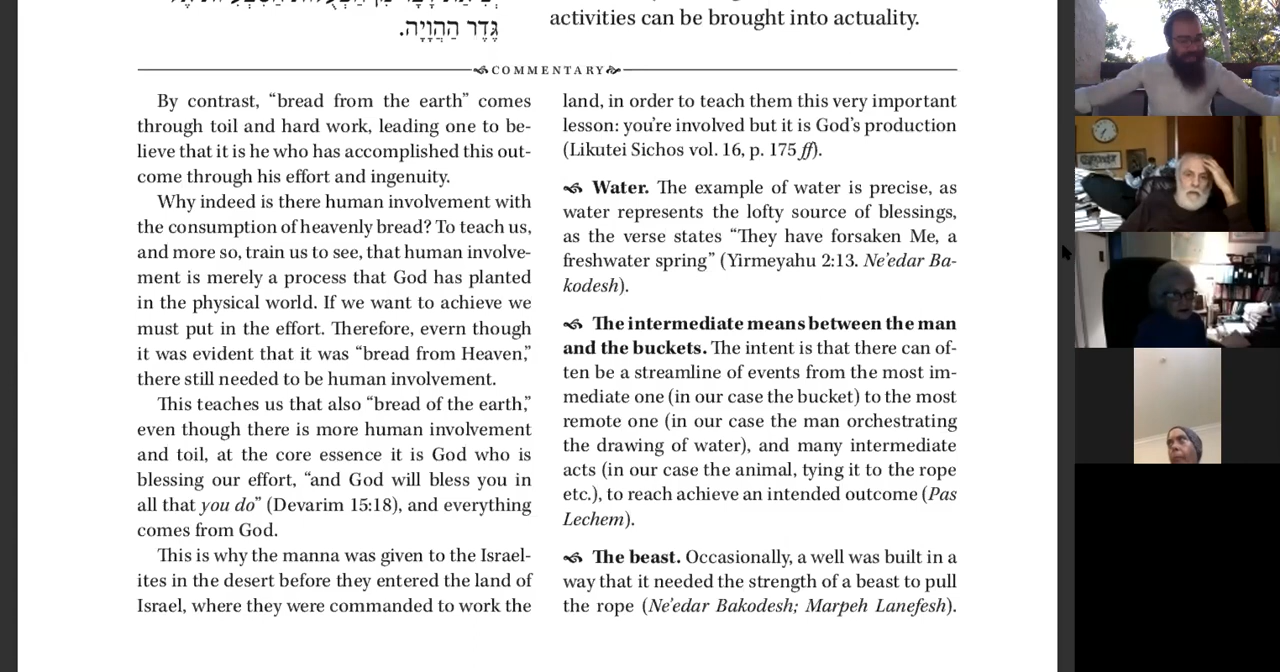 גֶּדֶר הַהֲוָיָה.
activities can be brought into actuality.
COMMENTARY
By contrast, “bread from the earth” comes
through toil and hard work, leading one to be-
lieve that it is he who has accomplished this out-
come through his effort and ingenuity.
Why indeed is there human involvement with
the consumption of heavenly bread? To teach us,
and more so, train us to see, that human involve-
ment is merely a process that God has planted
in the physical world. If we want to achieve we
must put in the effort. Therefore, evern though
it was evident that it was “bread from Heaven,”
there still needed to be human involvement.
This teaches us that also “bread of the earth,”
even though there is more human involvement
and toil, at the core essence it is God who is
blessing our effort, “and God will bless you in
all that you do” (Devarim 15:18), and everything
comes from God.
This is why the manna was given to the Israel-
ites in the desert before they entered the land of
Israel, where they were commanded to work the
land, in order to teach them this very important
lesson: you’re involved but it is God’s production
(Likutei Sichos vol. 16, p. 175 ff).
Water. The example of water is precise, as
water represents the lofty source of blessings,
as the verse states “They have forsaken Me, a
freshwater spring” (Yirmeyahu 2:13. Ne’edar Ba-
kodesh).
The intermediate means between the man
and the buckets. The intent is that there can of-
ten be a streamline of events from the most im-
mediate one (in our case the bucket) to the most
remote one (in our case the man orchestrating
the drawing of water), and many intermediate
acts (in our case the animal, tying it to the rope
etc.), to reach achieve an intended outcome (Pas
Lechem).
The beast. Occasionally, a well was built in a
way that it needed the strength of a beast to pull
the rope (Ne’edar Bakodesh; Marpeh Lanefesh).